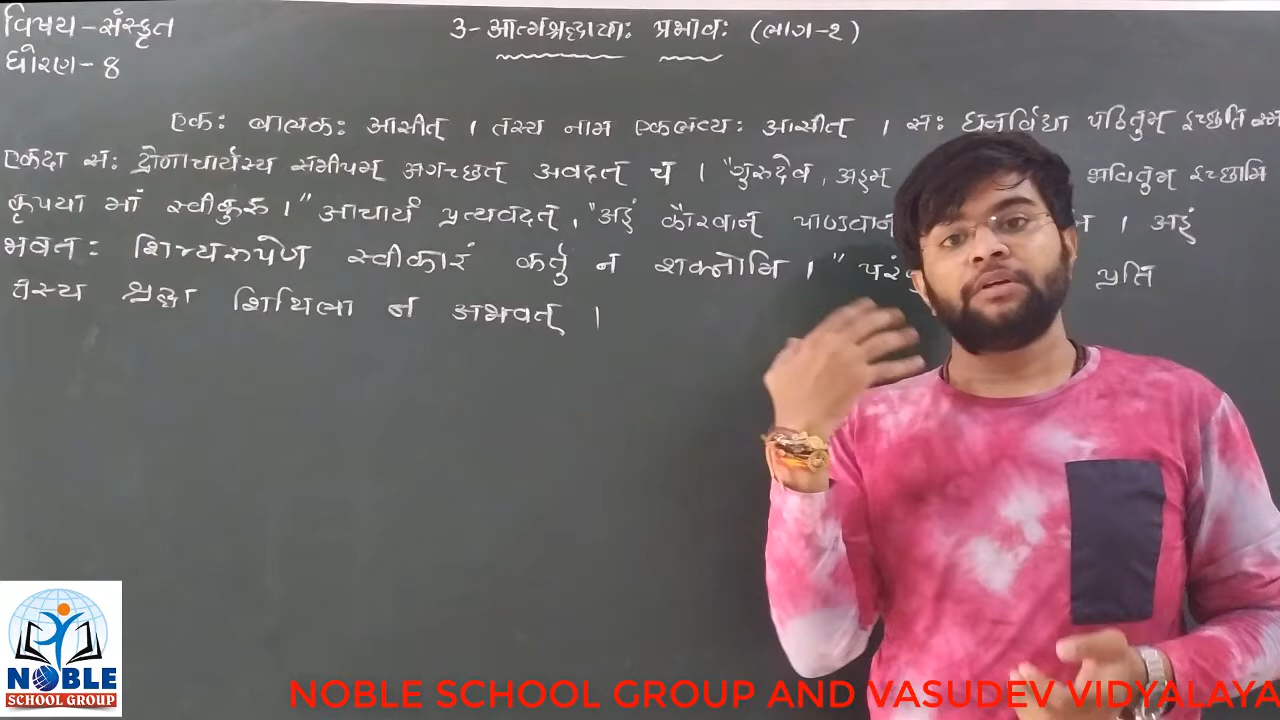 विषय-संस्कृत
धोरण-8
3-आत्मश्रद्धायाः प्रभावः (भाग-२)
एकः बालकः आसीत् । तस्य नाम एकलव्यः आसीत् । सः धनुर्विद्या पठितुम् इच्छति स्म
एकदा सः द्रोणाचार्यस्य समीपम् अगच्छत् अवदत् च । "गुरुदेव, अहम् भवितुम् इच्छामि
कृपया मां स्वीकुरु ।" आचार्य प्रत्यवदत्, "अहं कौरवान् पाण्डवान । अहं
भवतः शिष्यरुपेण स्वीकारं कर्तुं न शक्नोमि ।" प्रति
तस्य श्रद्धा शिथिला न अभवत् ।
NOBLE
SCHOOL GROUP
NOBLE SCHOOL GROUP AND VASUDEV VIDYALAYA